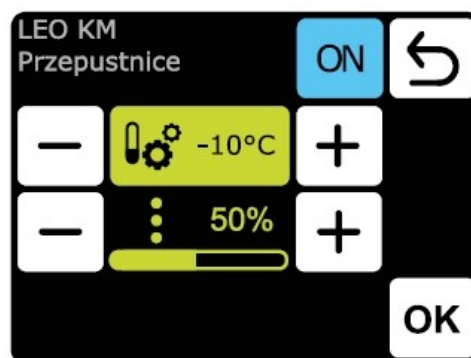 LEO KM
Przepustnice
ON
— -10°C +
— 50% +
OK